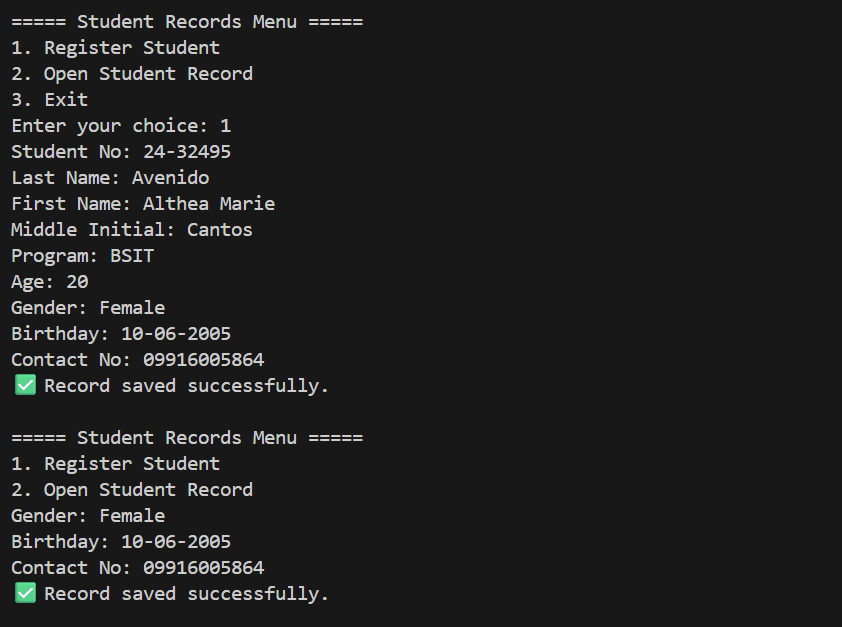 ===== Student Records Menu =====
1. Register Student
2. Open Student Record
3. Exit
Enter your choice: 1
Student No: 24-32495
Last Name: Avenido
First Name: Althea Marie
Middle Initial: Cantos
Program: BSIT
Age: 20
Gender: Female
Birthday: 10-06-2005
Contact No: 09916005864
✅ Record saved successfully.

===== Student Records Menu =====
1. Register Student
2. Open Student Record
Gender: Female
Birthday: 10-06-2005
Contact No: 09916005864
✅ Record saved successfully.